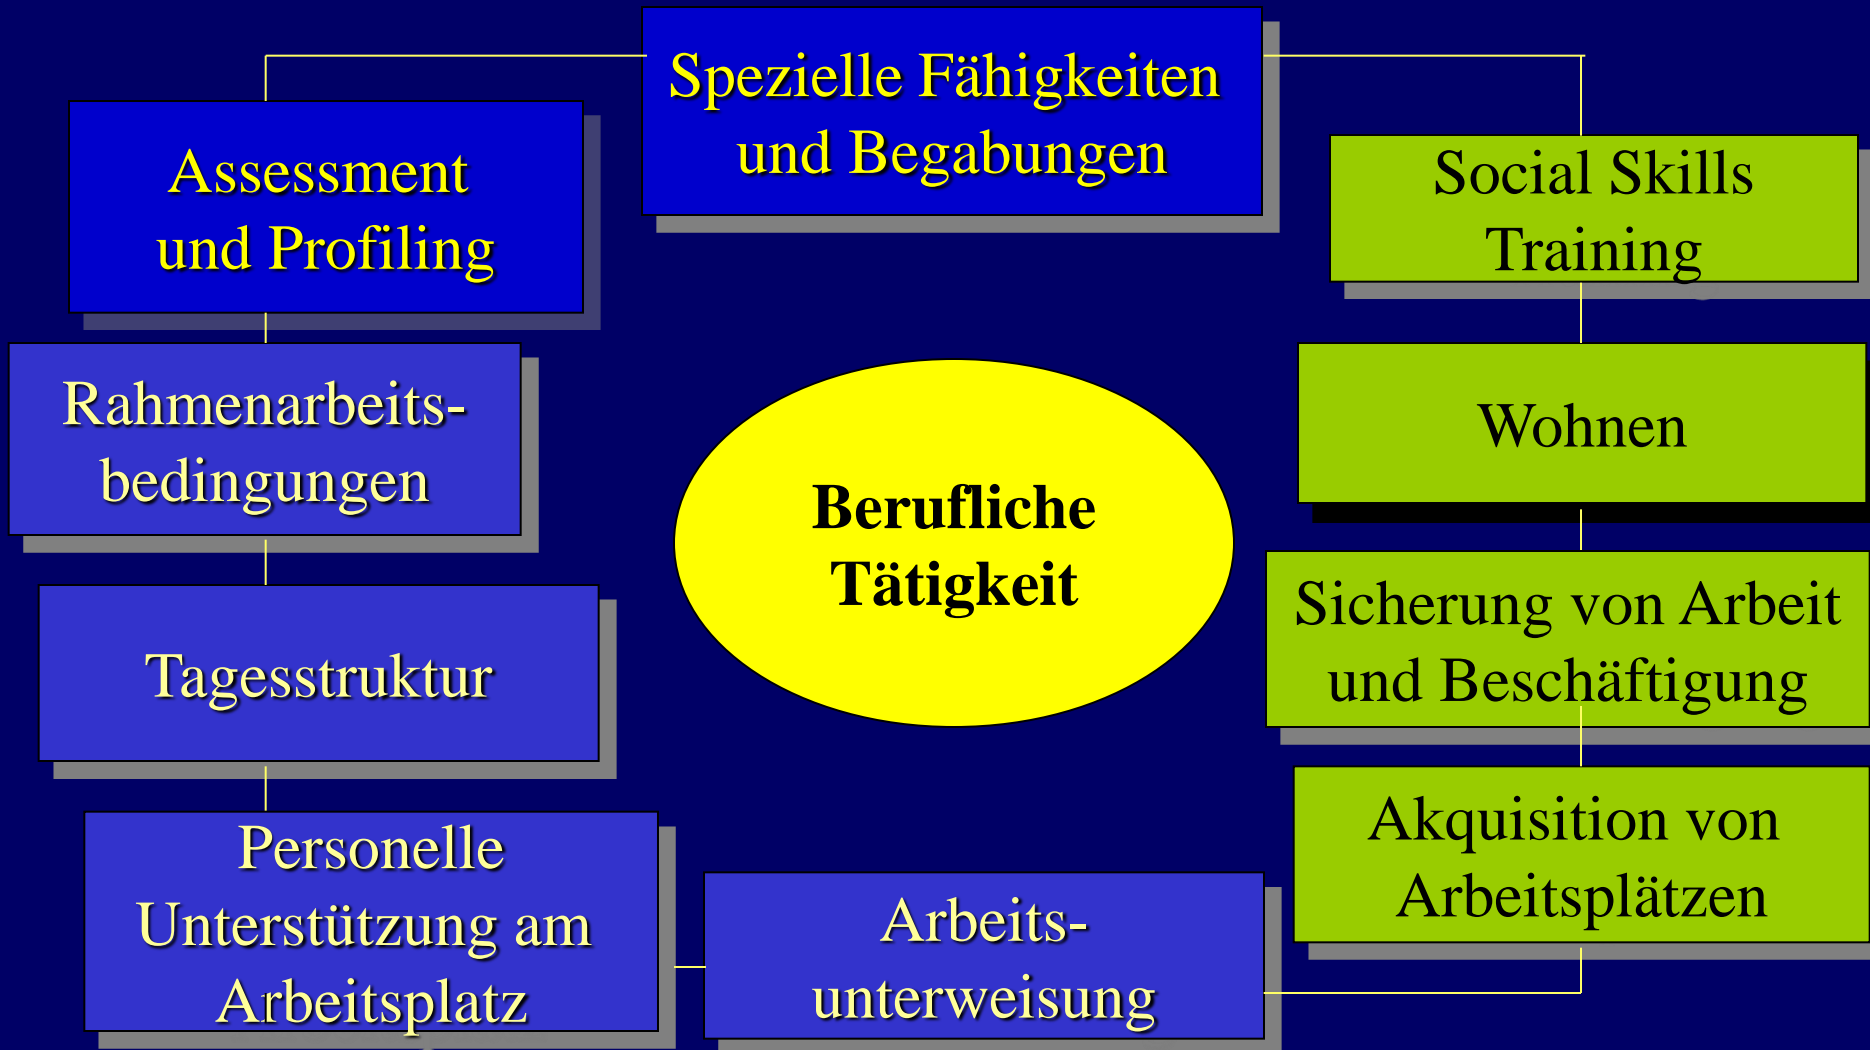 Spezielle Fähigkeiten
und Begabungen
Assessment
und Profiling
Social Skills
Training
Rahmenarbeits-
bedingungen
Wohnen
Berufliche
Tätigkeit
Sicherung von Arbeit
und Beschäftigung
Tagesstruktur
Akquisition von
Arbeitsplätzen
Personelle
Unterstützung am
Arbeitsplatz
Arbeits-
unterweisung